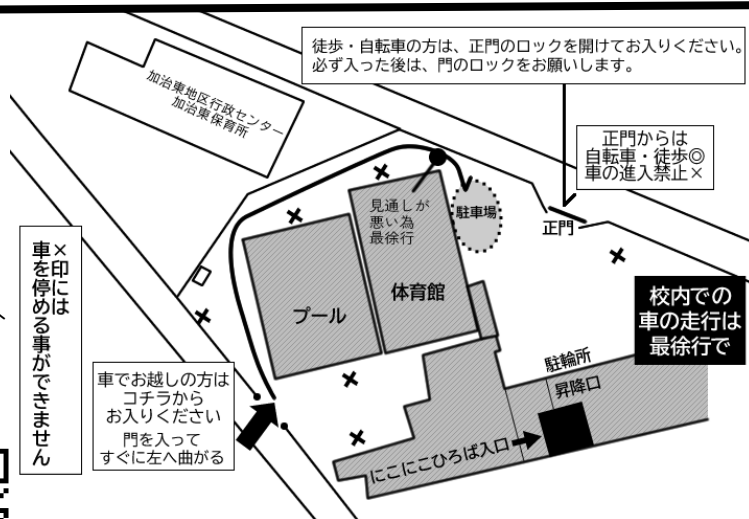 徒歩・自転車の方は、正門のロックを開けてお入りください。
必ず入った後は、門のロックをお願いします。
加治東地区行政センター
加治東保育所
正門からは
自転車・徒歩◎
車の進入禁止×
見通しが
悪い為
最徐行
駐車場
正門
×印には
車を停める事ができません
プール
体育館
校内での
車の走行は
最徐行で
車でお越しの方は
コチラから
お入りください
門を入って
すぐに左へ曲がる
駐輪所
昇降口
にこにこひろば入口